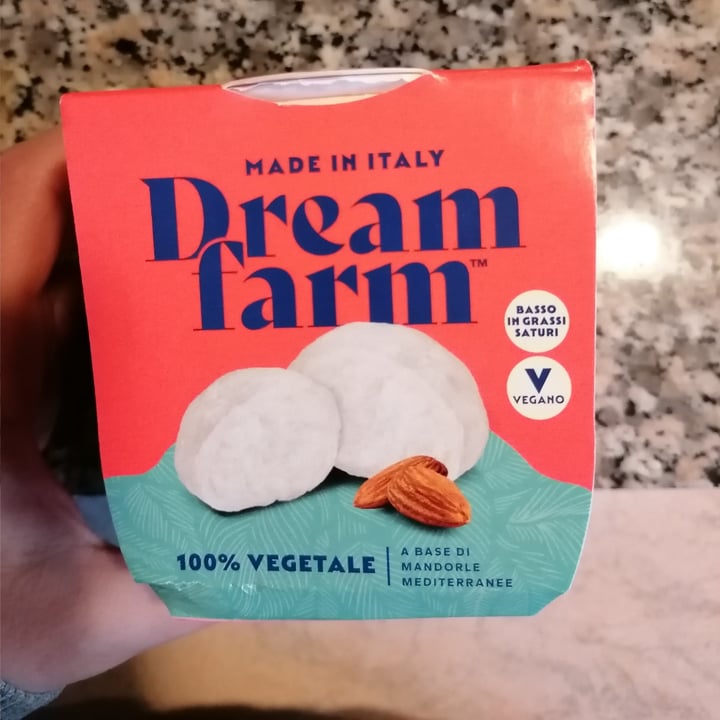 MADE IN ITALY
Dream
farm™
BASSO
IN GRASSI
SATURI
V
VEGANO
100% VEGETALE
A BASE DI
MANDORLE
MEDITERRANEE